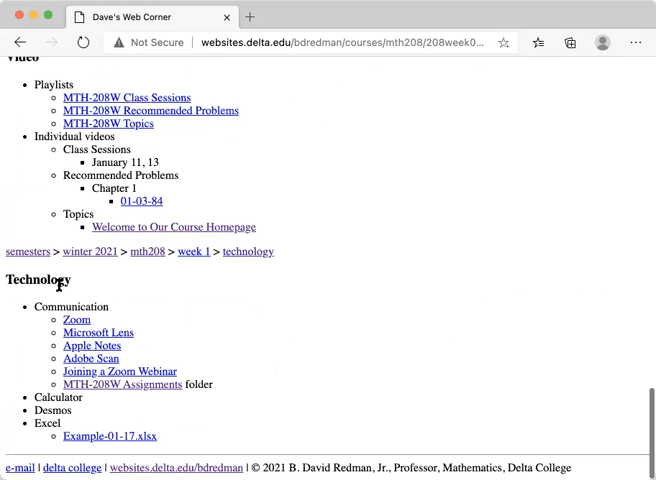 Dave's Web Corner
Not Secure websites.delta.edu/bdredman/courses/mth208/208week0...
Video
Playlists
MTH-208W Class Sessions
MTH-208W Recommended Problems
MTH-208W Topics
Individual videos
Class Sessions
January 11, 13
Recommended Problems
Chapter 1
01-03-84
Topics
Welcome to Our Course Homepage
semesters > winter 2021 > mth208 > week 1 > technology
Technology
Communication
Zoom
Microsoft Lens
Apple Notes
Adobe Scan
Joining a Zoom Webinar
MTH-208W Assignments folder
Calculator
Desmos
Excel
Example-01-17.xlsx
e-mail | delta college | websites.delta.edu/bdredman | © 2021 B. David Redman, Jr., Professor, Mathematics, Delta College